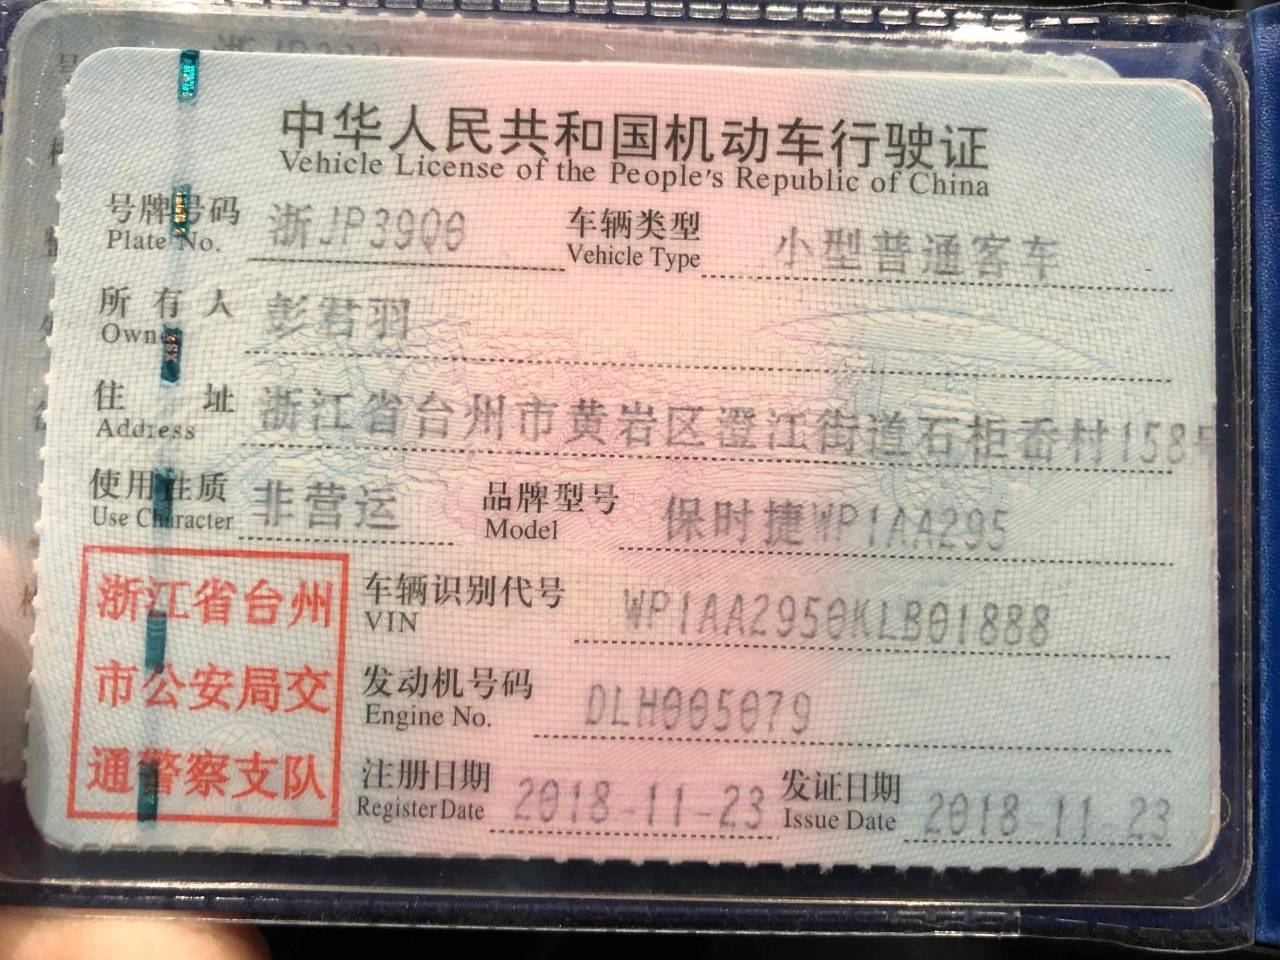 中华人民共和国机动车行驶证
Vehicle License of the People's Republic of China
号牌号码 浙JP39Q0 车辆类型 小型普通客车
Plate No. Vehicle Type
所有人 彭君羽
Owner
住址 浙江省台州市黄岩区澄江街道石柜岙村158号
Address
使用性质 非营运 品牌型号 保时捷WP1AA295
Use Character Model
浙江省台州
市公安局交
通警察支队
车辆识别代号 WP1AA2950KLB01888
VIN
发动机号码 DLH005079
Engine No.
注册日期 2018-11-23 发证日期 2018-11-23
Register Date Issue Date